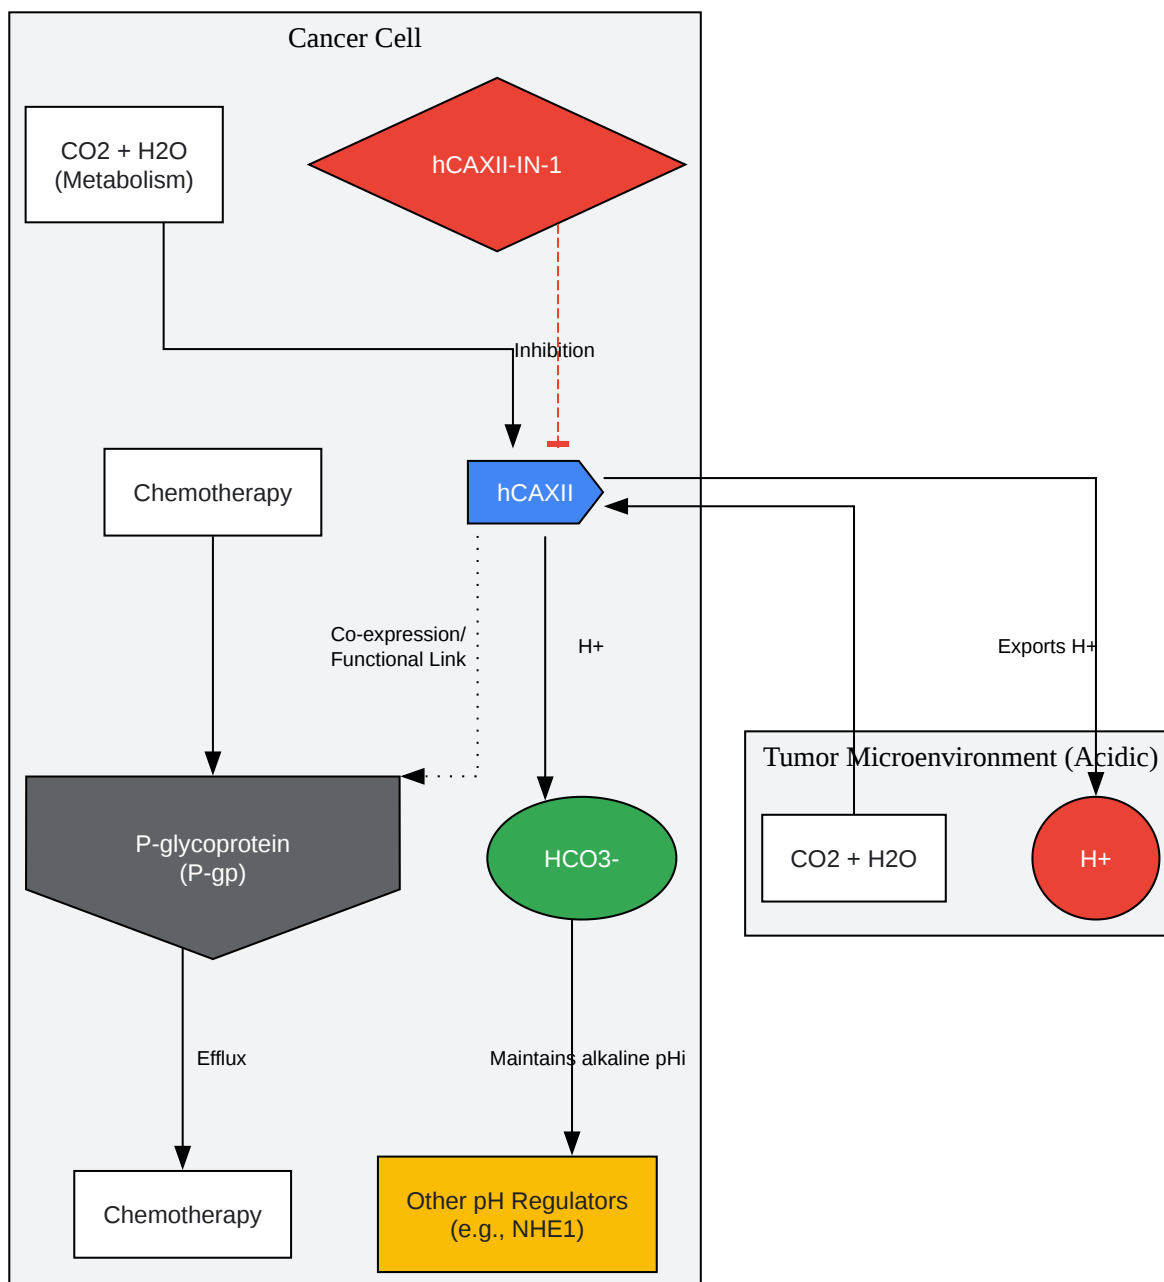 Cancer Cell
CO2 + H2O
(Metabolism)
hCAXII-IN-1
Inhibition
Chemotherapy
hCAXII
Co-expression/
Functional Link
H+
Exports H+
Tumor Microenvironment (Acidic)
P-glycoprotein
(P-gp)
HCO3-
CO2 + H2O
H+
Efflux
Maintains alkaline pHi
Chemotherapy
Other pH Regulators
(e.g., NHE1)